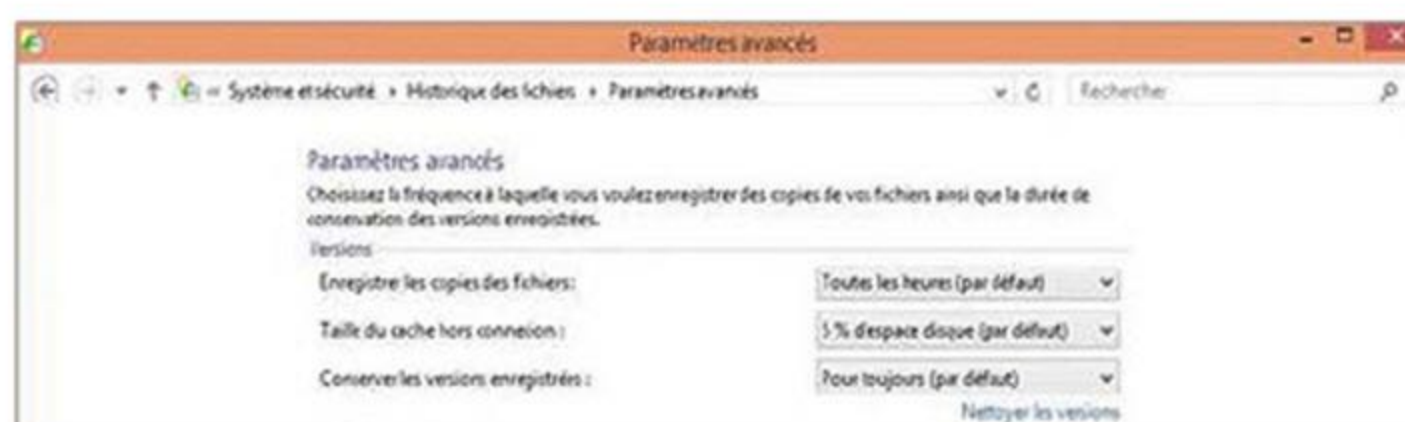 Paramètres avancés
« Système et sécurité ▸ Historique des fichiers ▸ Paramètres avancés
Rechercher
Paramètres avancés
Choisissez la fréquence à laquelle vous voulez enregistrer des copies de vos fichiers ainsi que la durée de
conservation des versions enregistrées.
Versions
Enregistrer les copies des fichiers :
Toutes les heures (par défaut)
Taille du cache hors connexion :
5 % d'espace disque (par défaut)
Conserver les versions enregistrées :
Pour toujours (par défaut)
Nettoyer les versions